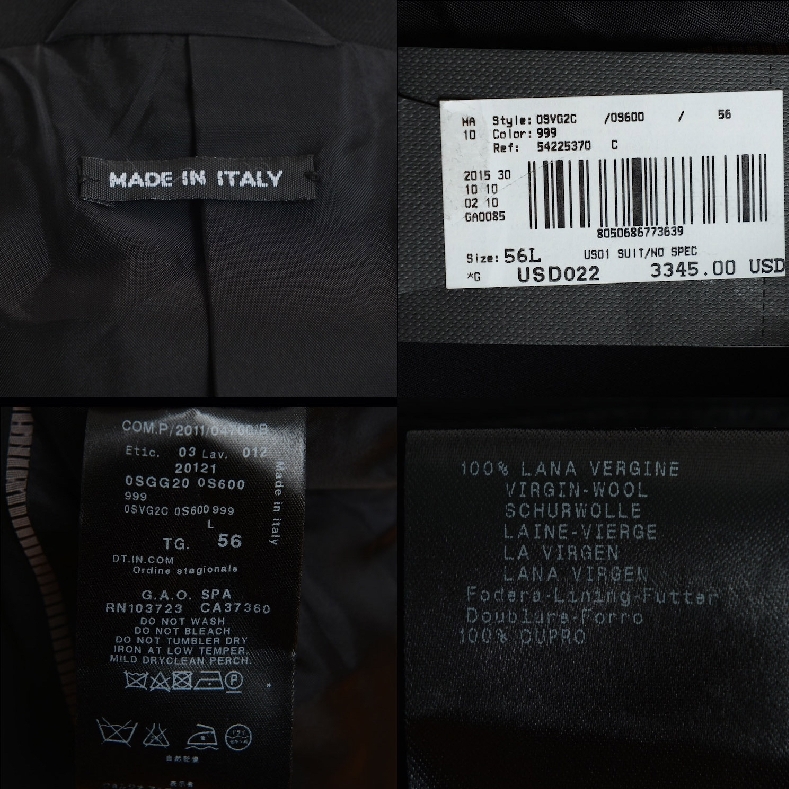 MADE IN ITALY
MA Style: 0SVG2C /0S600 / 56
10 Color: 999
Ref: 54225370 C
2015 30
10 10
02 10
GA0085
8050686773639
Size: 56L US01 SUIT/NO SPEC
*G USD022 3345.00 USD
COM.P/2011/04700/B
Etic. 03 Lav. 012
20121
0SGG20 0S600
999
0SVG2C 0S600 999
L
TG. 56
Made in italy
DT.IN.COM
Ordine stagionale
G.A.O. SPA
RN103723 CA37360
DO NOT WASH
DO NOT BLEACH
DO NOT TUMBLER DRY
IRON AT LOW TEMPER.
MILD DRYCLEAN PERCH.
100% LANA VERGINE
VIRGIN-WOOL
SCHURWOLLE
LAINE-VIERGE
LA VIRGEN
LANA VIRGEN
Fodera-Lining-Futter
Doublure-Forro
100% CUPRO